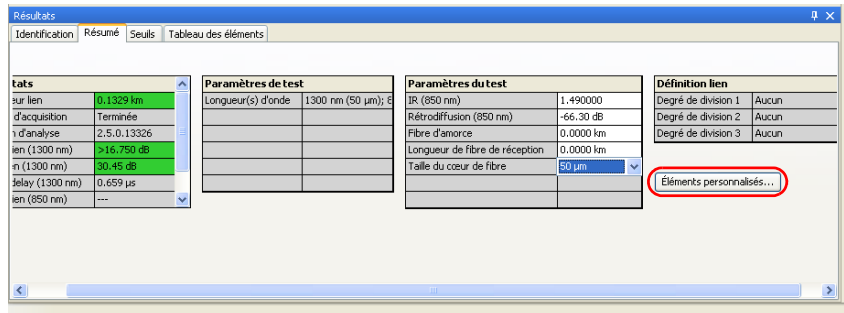 Résultats
Identification Résumé Seuils Tableau des éléments
tats
eur lien 0.1329 km
d'acquisition Terminée
d'analyse 2.5.0.13326
ien (1300 nm) >16.750 dB
en (1300 nm) 30.45 dB
delay (1300 nm) 0.659 µs
ien (850 nm) ---
Paramètres de test
Longueur(s) d'onde 1300 nm (50 µm);
Paramètres du test
IR (850 nm) 1.490000
Rétrodiffusion (850 nm) -66.30 dB
Fibre d'amorce 0.0000 km
Longueur de fibre de réception 0.0000 km
Taille du cœur de fibre 50 µm
Définition lien
Degré de division 1 Aucun
Degré de division 2 Aucun
Degré de division 3 Aucun
Éléments personnalisés...